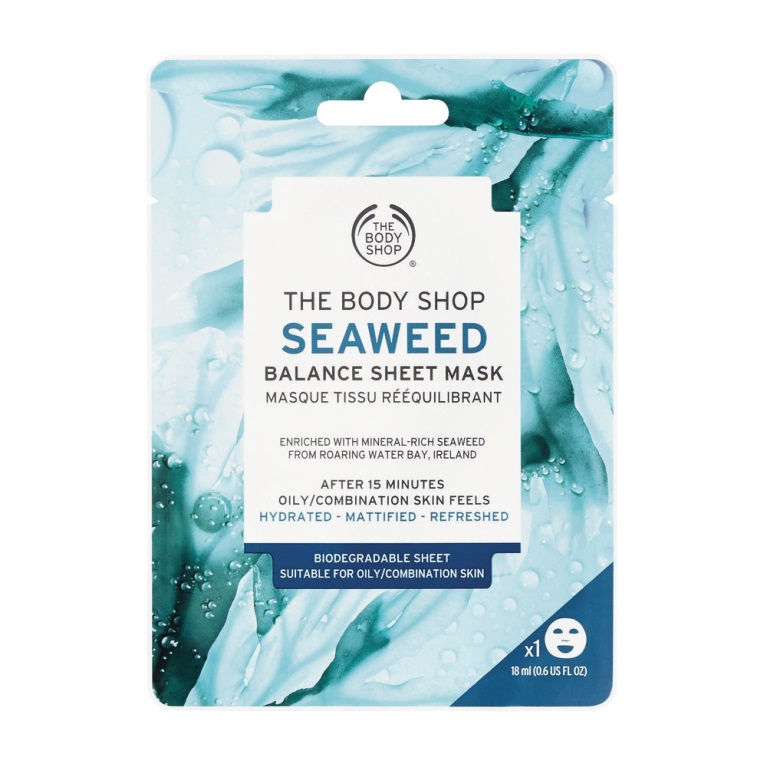 THE
BODY
SHOP
®
THE BODY SHOP
SEAWEED
BALANCE SHEET MASK
MASQUE TISSU RÉÉQUILIBRANT
ENRICHED WITH MINERAL-RICH SEAWEED
FROM ROARING WATER BAY, IRELAND
AFTER 15 MINUTES
OILY/COMBINATION SKIN FEELS
HYDRATED - MATTIFIED - REFRESHED
BIODEGRADABLE SHEET
SUITABLE FOR OILY/COMBINATION SKIN
x1
18 ml (0.6 US FL OZ)